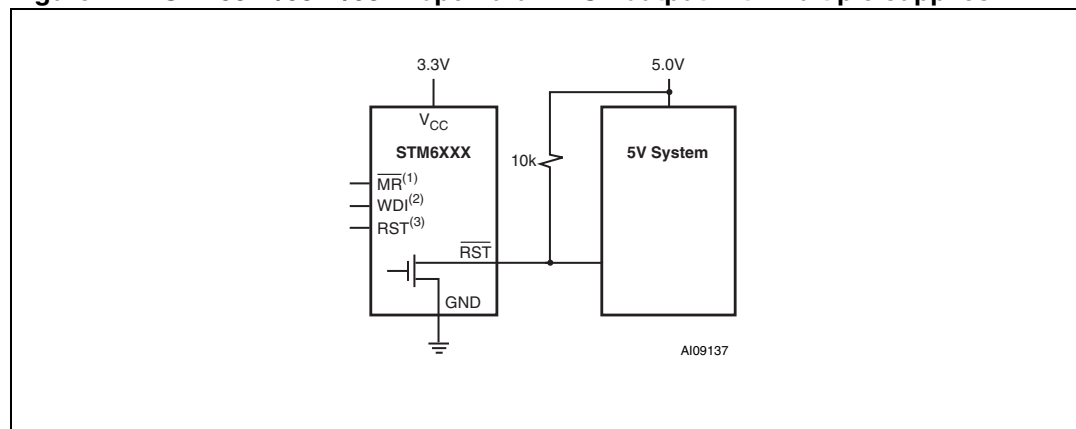 3.3V
5.0V
VCC
STM6XXX
5V System
10k
MR(1)
WDI(2)
RST(3)
RST
GND
AI09137